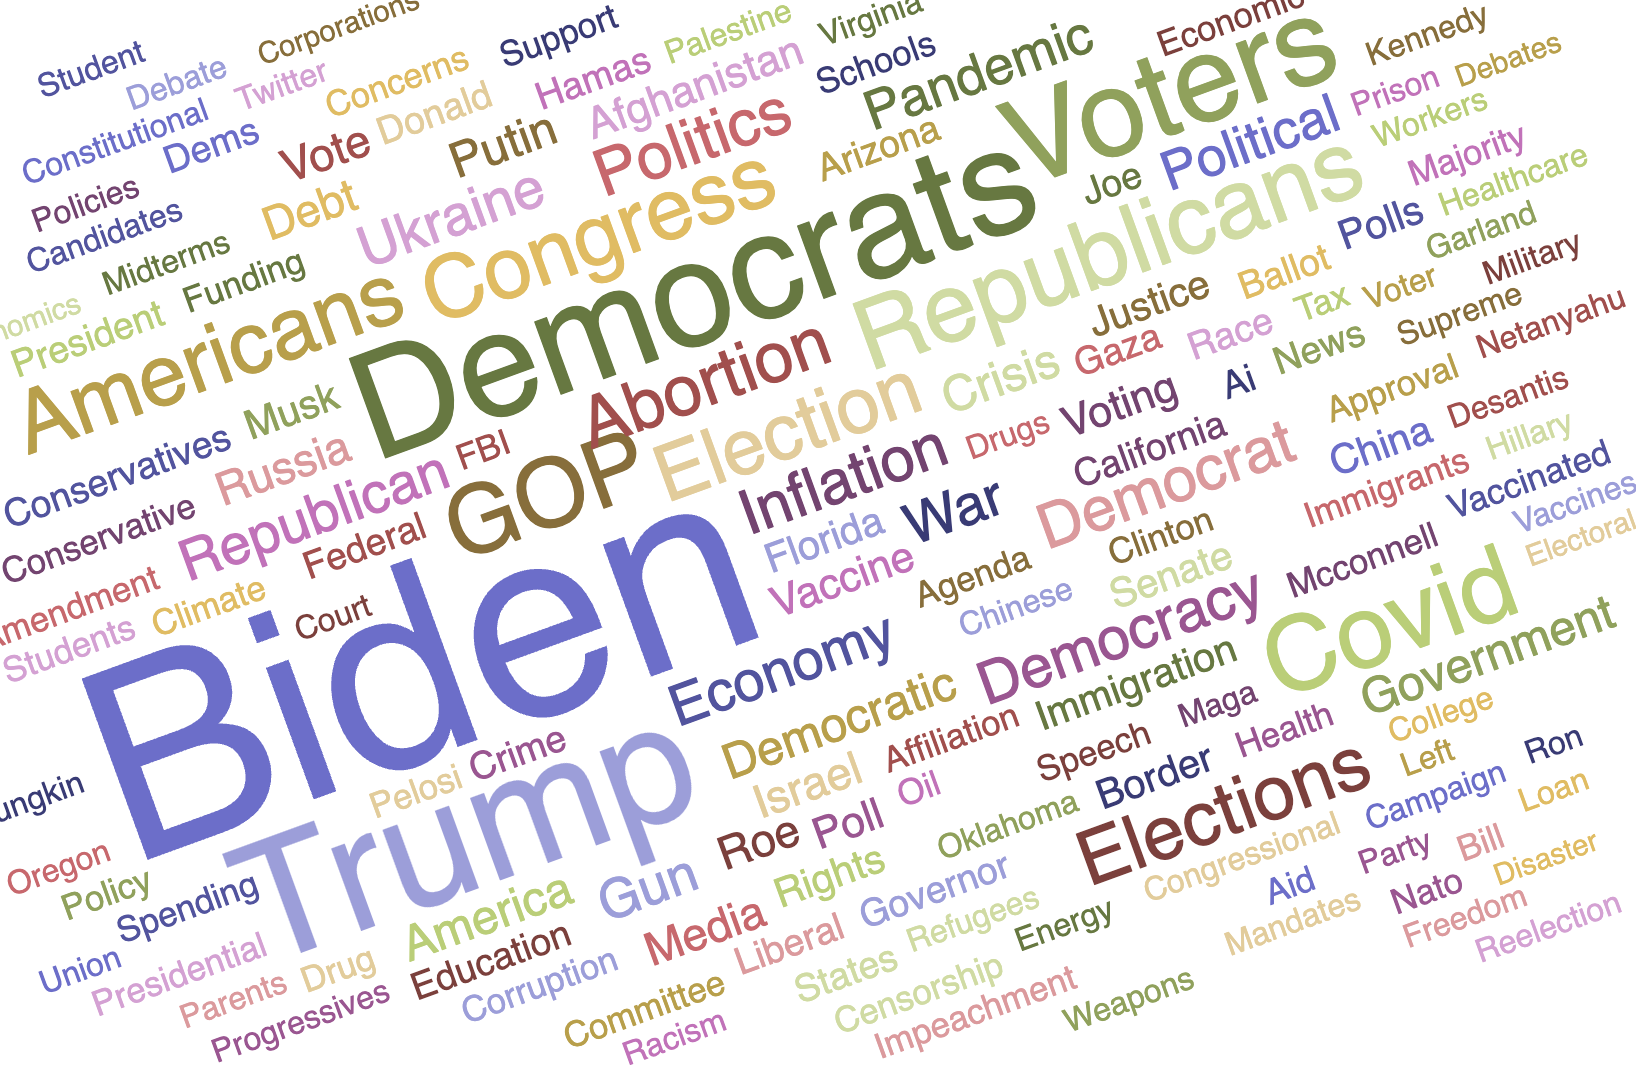 Student
Corporations
Support
Palestine
Virginia
Economic
Kennedy
Debate
Twitter
Concerns
Hamas
Afghanistan
Schools
Pandemic
Voters
Prison
Debates
Constitutional
Dems
Vote
Donald
Putin
Politics
Arizona
Political
Workers
Policies
Candidates
Debt
Ukraine
Congress
Democrats
Joe
Republicans
Majority
Healthcare
Midterms
Funding
Polls
Garland
nomics
President
Americans
Justice
Ballot
Tax
Voter
Military
Musk
Abortion
Crisis
Gaza
Race
News
Supreme
Netanyahu
Conservatives
Russia
FBI
Election
Drugs
Voting
Ai
Approval
Desantis
Conservative
Republican
GOP
Inflation
California
China
Hillary
Amendment
Federal
Florida
War
Democrat
Immigrants
Vaccinated
Students
Climate
Court
Vaccine
Agenda
Clinton
Vaccines
Electoral
Biden
Chinese
Senate
Mcconnell
Economy
Democracy
Covid
Democratic
Affiliation
Immigration
Government
ungkin
Pelosi
Crime
Israel
Speech
Maga
Health
College
Trump
Oil
Border
Left
Ron
Oregon
Policy
Roe
Poll
Oklahoma
Elections
Campaign
Loan
Spending
America
Gun
Rights
Governor
Congressional
Party
Bill
Union
Presidential
Drug
Education
Media
Liberal
Refugees
Energy
Aid
Nato
Disaster
Parents
Corruption
States
Mandates
Freedom
Progressives
Committee
Censorship
Reelection
Racism
Impeachment
Weapons